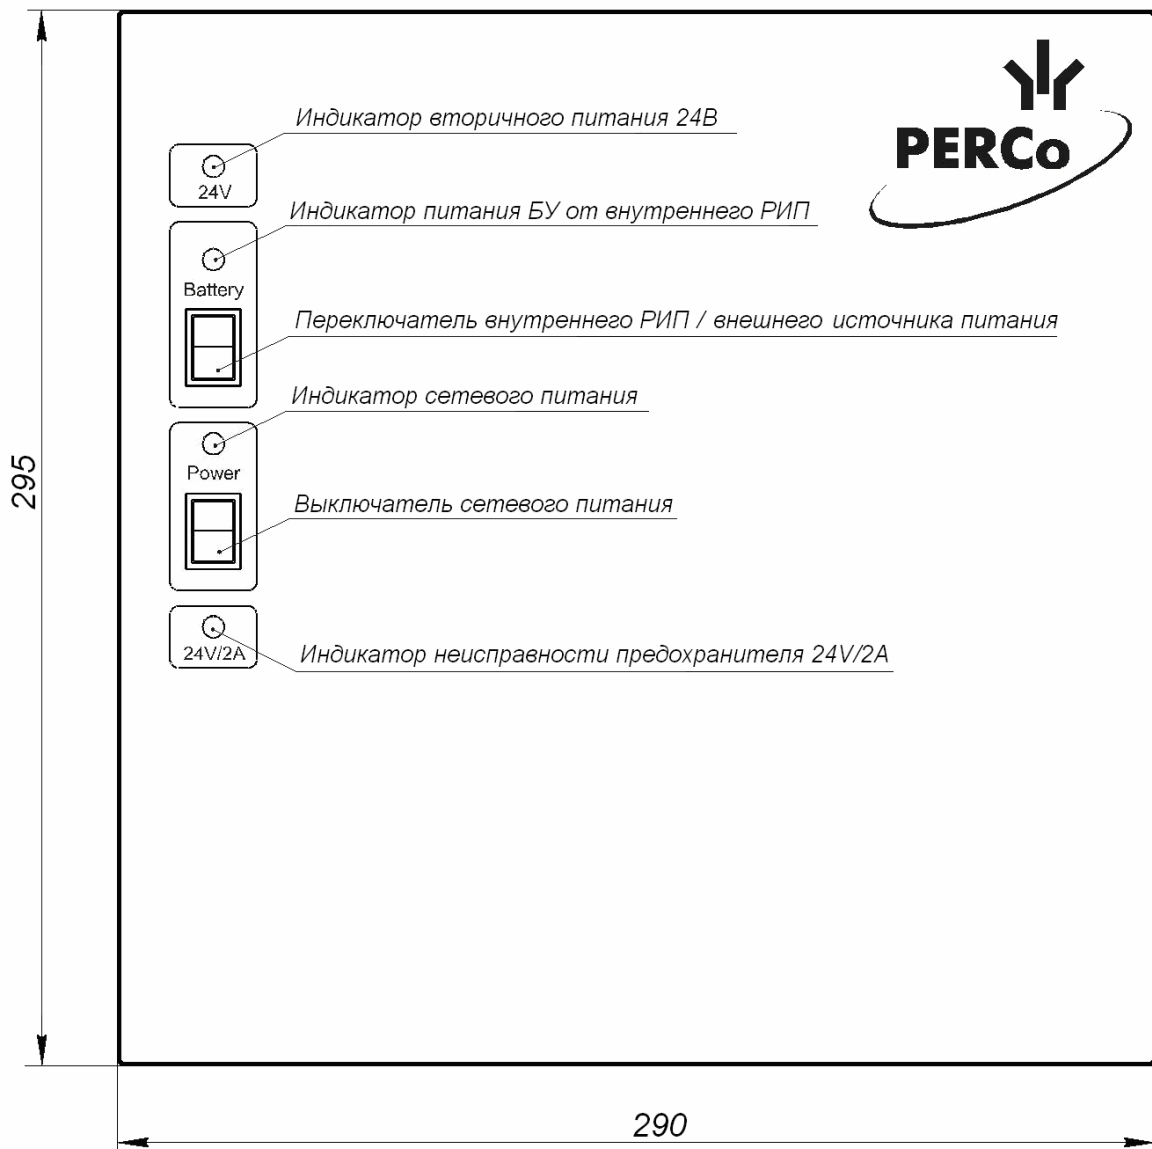 PERCo
Индикатор вторичного питания 24В
24V
Индикатор питания БУ от внутреннего РИП
Battery
Переключатель внутреннего РИП / внешнего источника питания
Индикатор сетевого питания
Power
Выключатель сетевого питания
24V/2A
Индикатор неисправности предохранителя 24V/2A
295
290